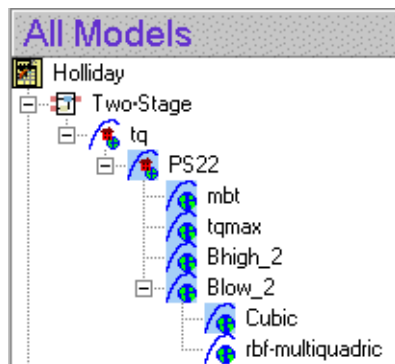 All Models
Holliday
Two-Stage
tq
PS22
mbt
tqmax
Bhigh_2
Blow_2
Cubic
rbf-multiquadric